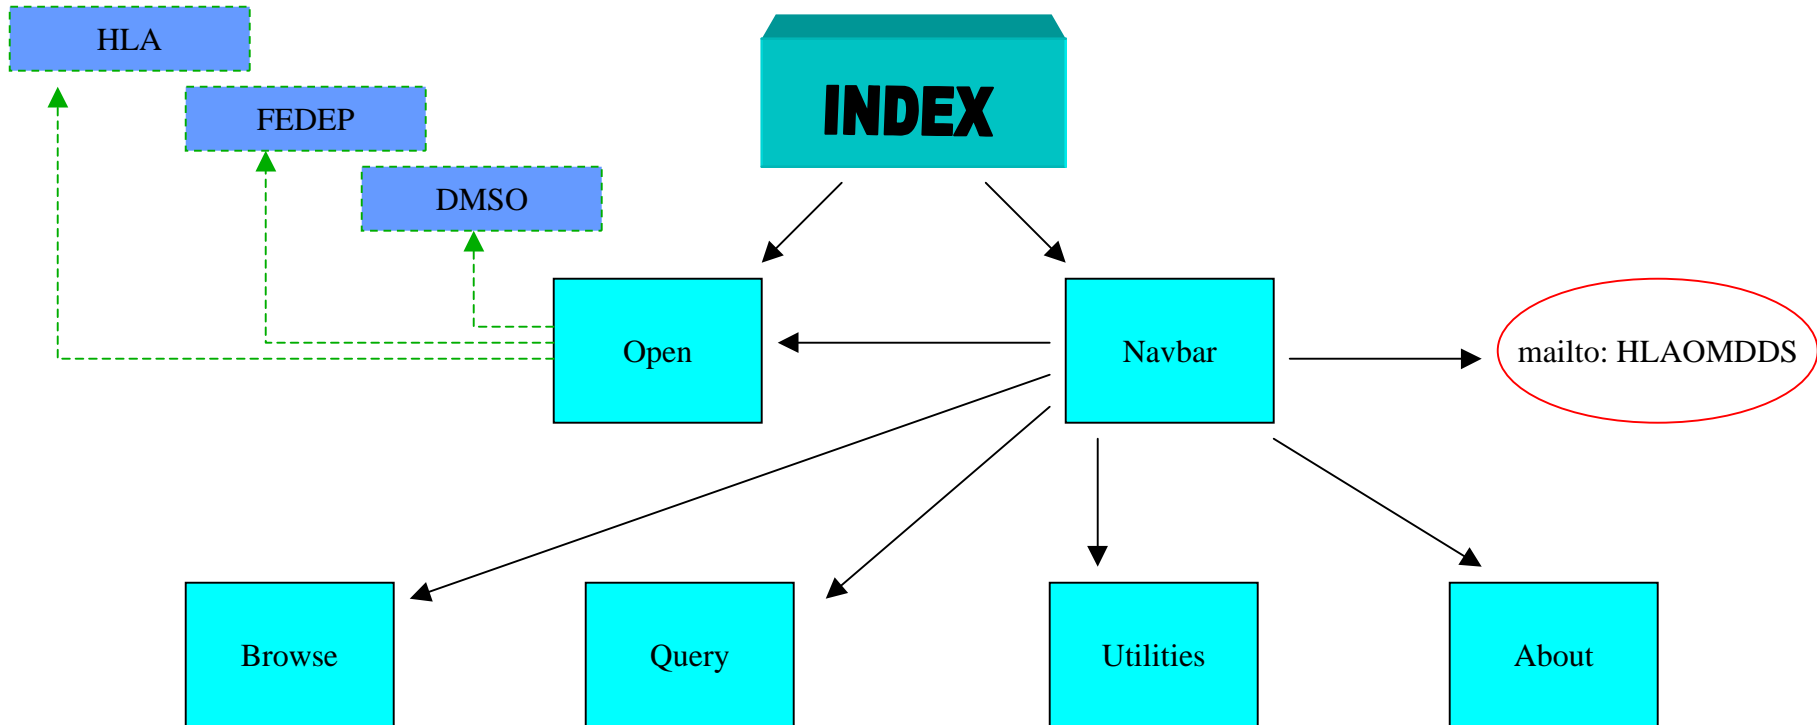 HLA
FEDEP
DMSO
INDEX
Open
Navbar
mailto: HLAOMDDS
Browse
Query
Utilities
About